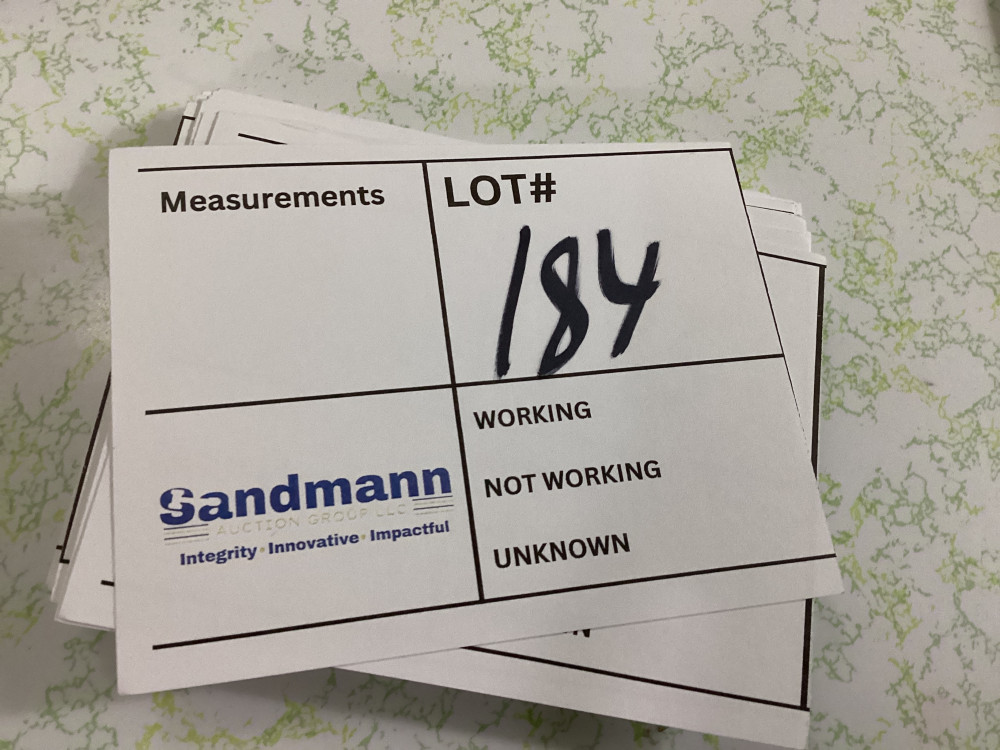 Measurements
LOT#
184
WORKING
NOT WORKING
UNKNOWN
Sandmann
AUCTION GROUP LLC
Integrity • Innovative • Impactful